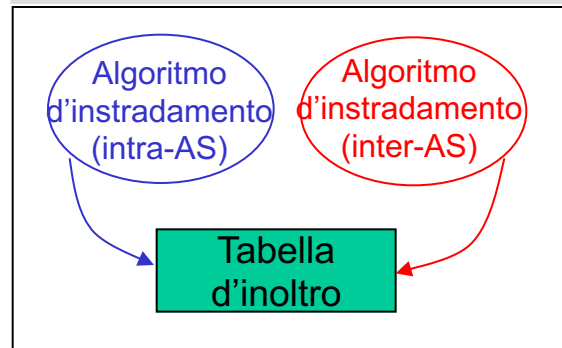 Algoritmo
d'instradamento
(intra-AS)
Algoritmo
d'instradamento
(inter-AS)
Tabella
d'inoltro